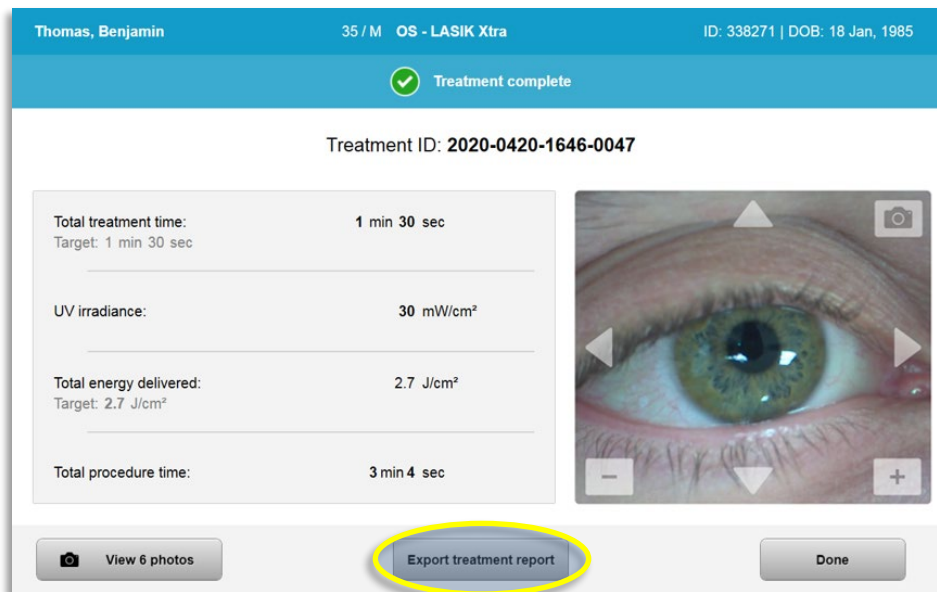 Thomas, Benjamin 35 / M OS - LASIK Xtra ID: 338271 | DOB: 18 Jan, 1985
Treatment complete
Treatment ID: 2020-0420-1646-0047
Total treatment time: 1 min 30 sec
Target: 1 min 30 sec
UV irradiance: 30 mW/cm²
Total energy delivered: 2.7 J/cm²
Target: 2.7 J/cm²
Total procedure time: 3 min 4 sec
View 6 photos Export treatment report Done